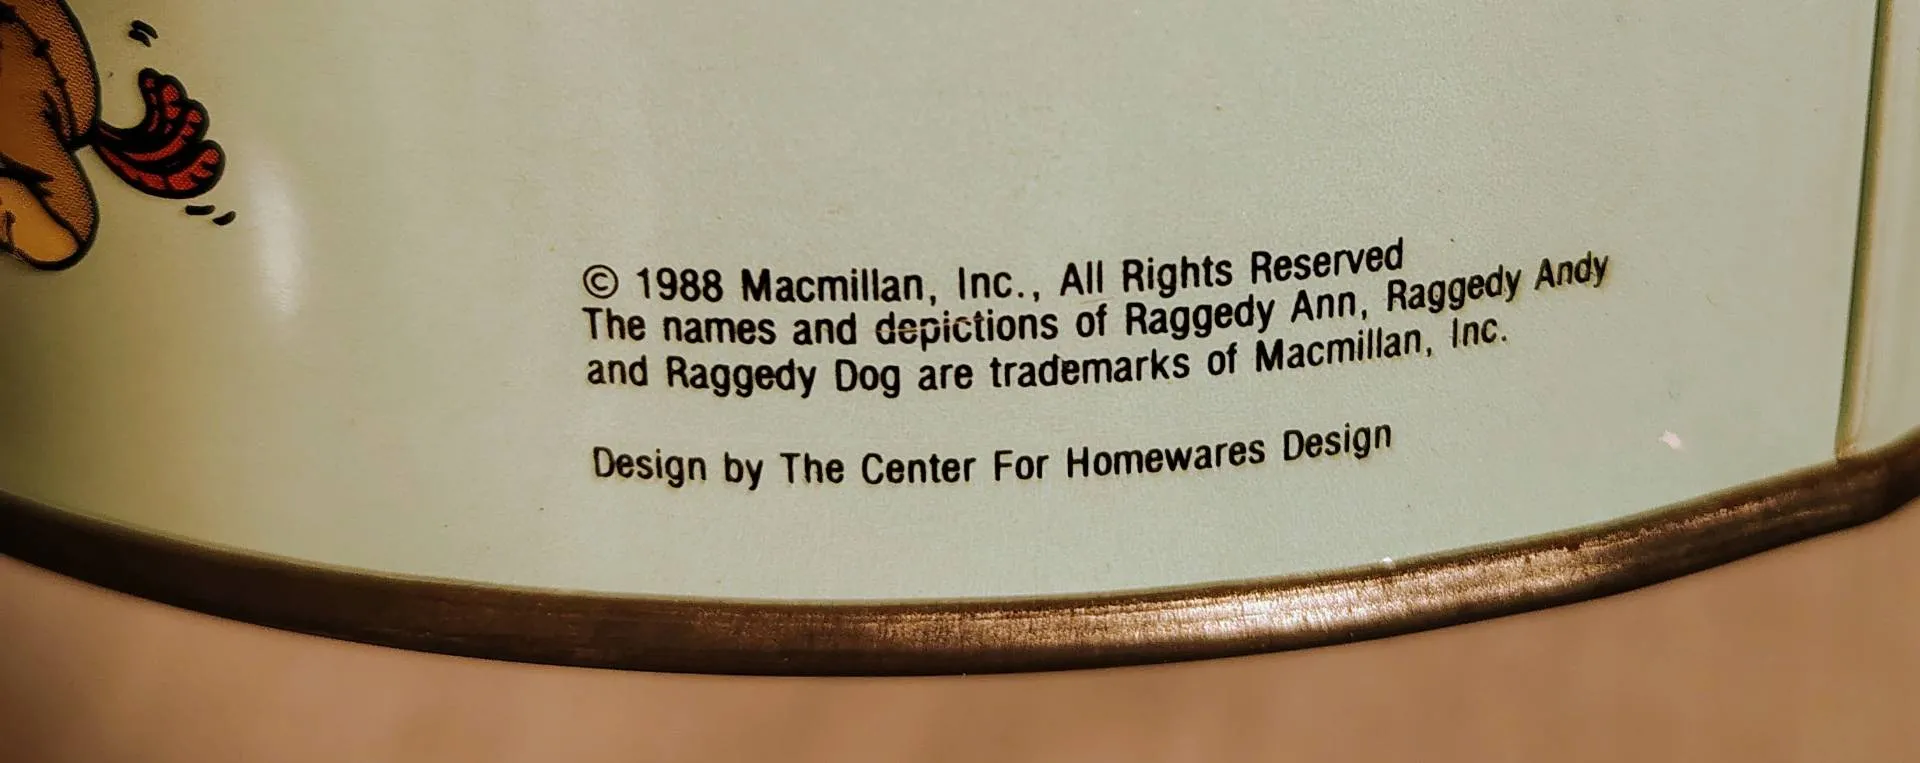 © 1988 Macmillan, Inc., All Rights Reserved
The names and depictions of Raggedy Ann, Raggedy Andy
and Raggedy Dog are trademarks of Macmillan, Inc.
Design by The Center For Homewares Design